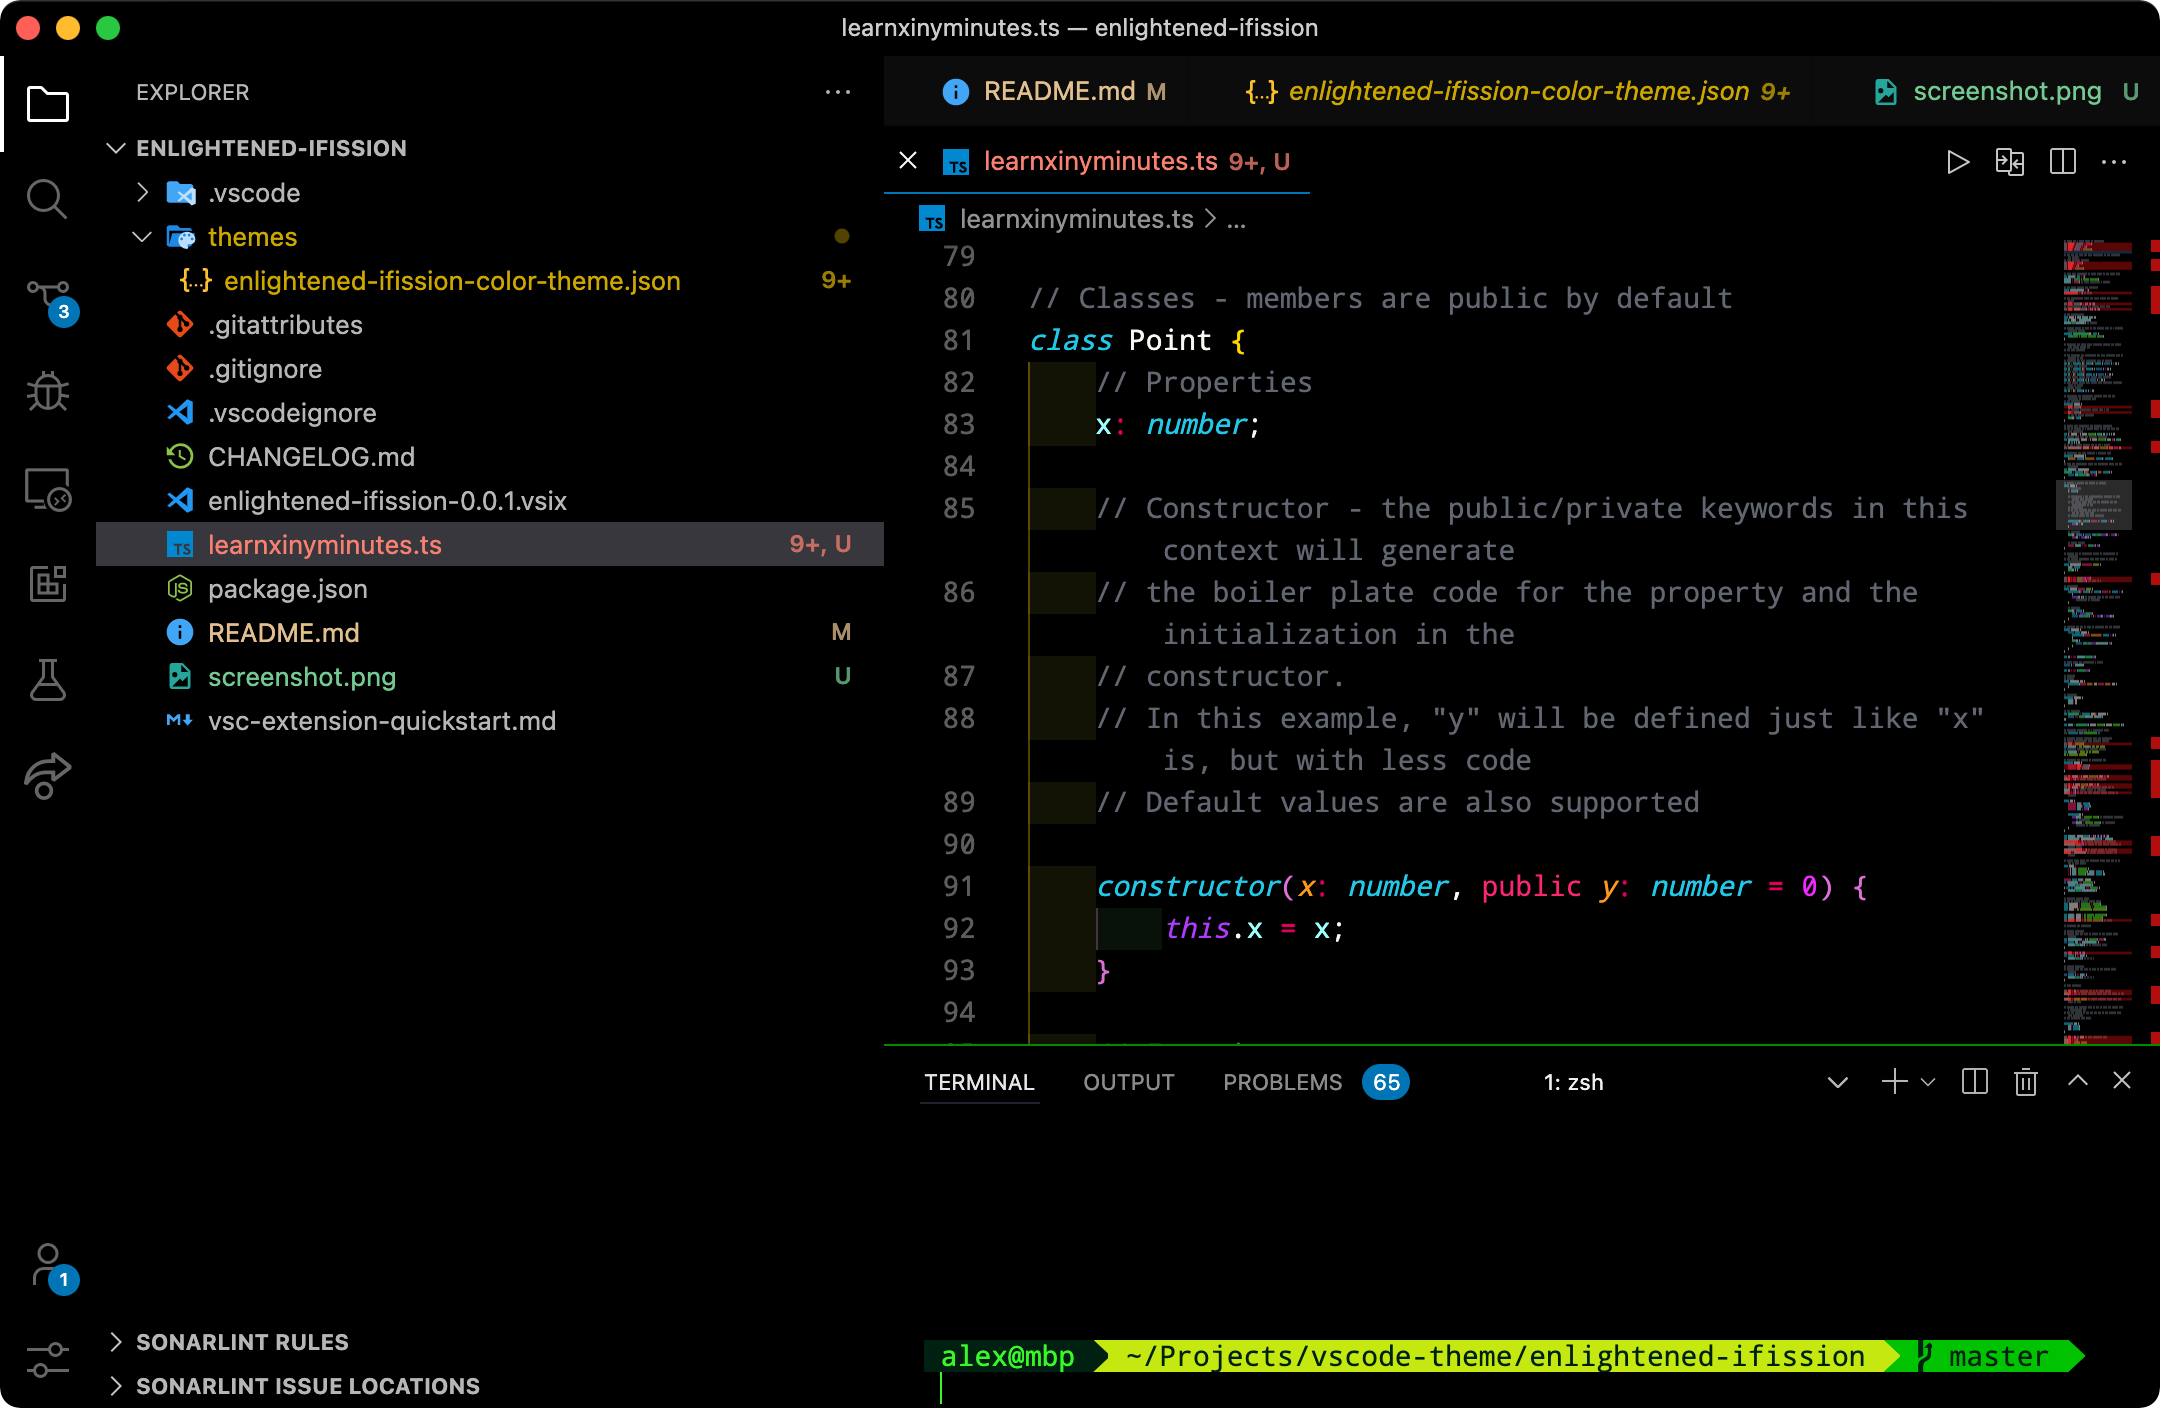 learnxinyminutes.ts — enlightened-ifission
EXPLORER
ENLIGHTENED-IFISSION
.vscode
themes
{..} enlightened-ifission-color-theme.json 9+
.gitattributes
.gitignore
.vscodeignore
CHANGELOG.md
enlightened-ifission-0.0.1.vsix
TS learnxinyminutes.ts 9+, U
JS package.json
README.md M
screenshot.png U
M vsc-extension-quickstart.md
3
1
SONARLINT RULES
SONARLINT ISSUE LOCATIONS
README.md M
{..} enlightened-ifission-color-theme.json 9+
screenshot.png U
TS learnxinyminutes.ts 9+, U
TS learnxinyminutes.ts > ...
79
80 // Classes - members are public by default
81 class Point {
82 // Properties
83 x: number;
84
85 // Constructor - the public/private keywords in this
context will generate
86 // the boiler plate code for the property and the
initialization in the
87 // constructor.
88 // In this example, "y" will be defined just like "x"
is, but with less code
89 // Default values are also supported
90
91 constructor(x: number, public y: number = 0) {
92 this.x = x;
93 }
94
TERMINAL OUTPUT PROBLEMS 65 1: zsh
alex@mbp ~/Projects/vscode-theme/enlightened-ifission master